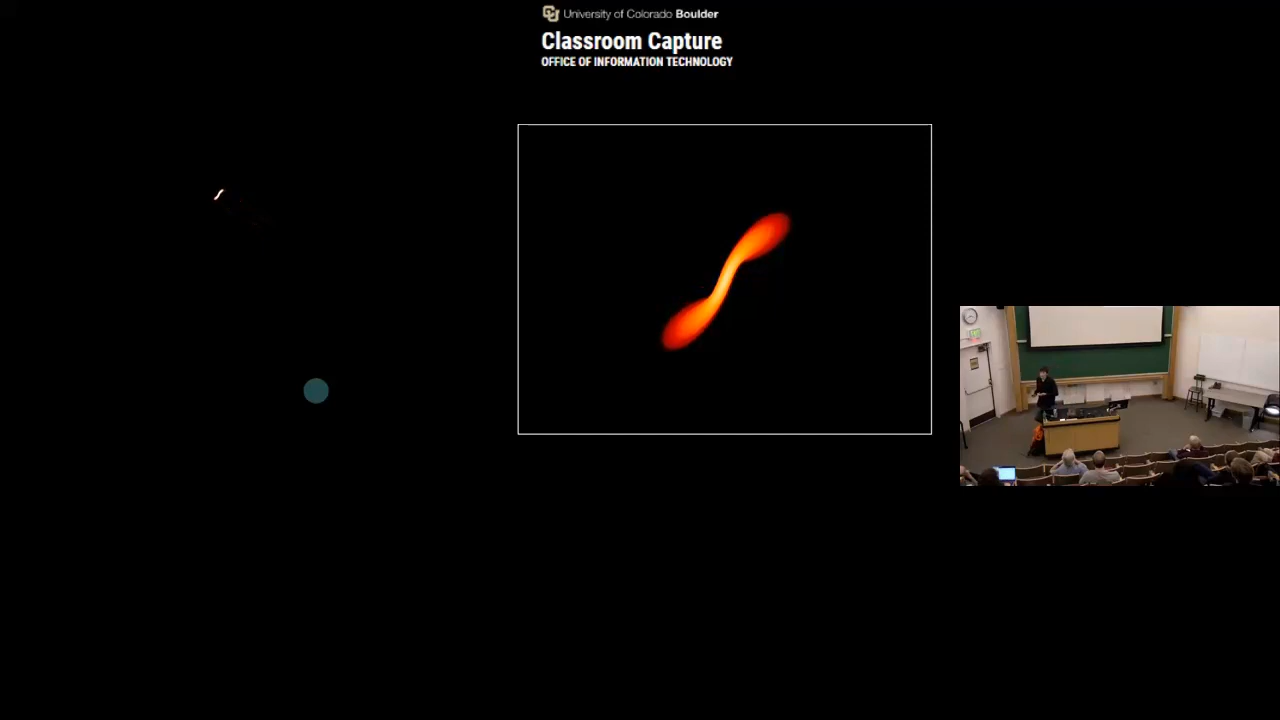 University of Colorado Boulder
Classroom Capture
OFFICE OF INFORMATION TECHNOLOGY